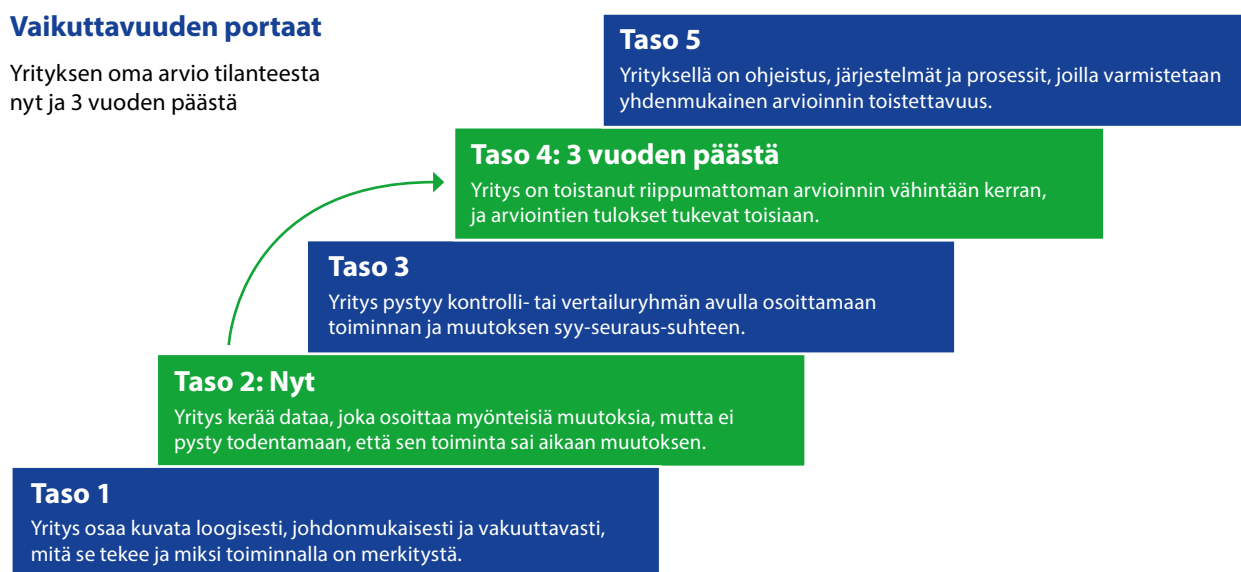 Vaikuttavuuden portaat
Yrityksen oma arvio tilanteesta
nyt ja 3 vuoden päästä
Taso 5
Yrityksellä on ohjeistus, järjestelmät ja prosessit, joilla varmistetaan
yhdenmukainen arvioinnin toistettavuus.
Taso 4: 3 vuoden päästä
Yritys on toistanut riippumattoman arvioinnin vähintään kerran,
ja arviointien tulokset tukevat toisiaan.
Taso 3
Yritys pystyy kontrolli- tai vertailuryhmän avulla osoittamaan
toiminnan ja muutoksen syy-seuraus-suhteen.
Taso 2: Nyt
Yritys kerää dataa, joka osoittaa myönteisiä muutoksia, mutta ei
pysty todentamaan, että sen toiminta sai aikaan muutoksen.
Taso 1
Yritys osaa kuvata loogisesti, johdonmukaisesti ja vakuuttavasti,
mitä se tekee ja miksi toiminnalla on merkitystä.